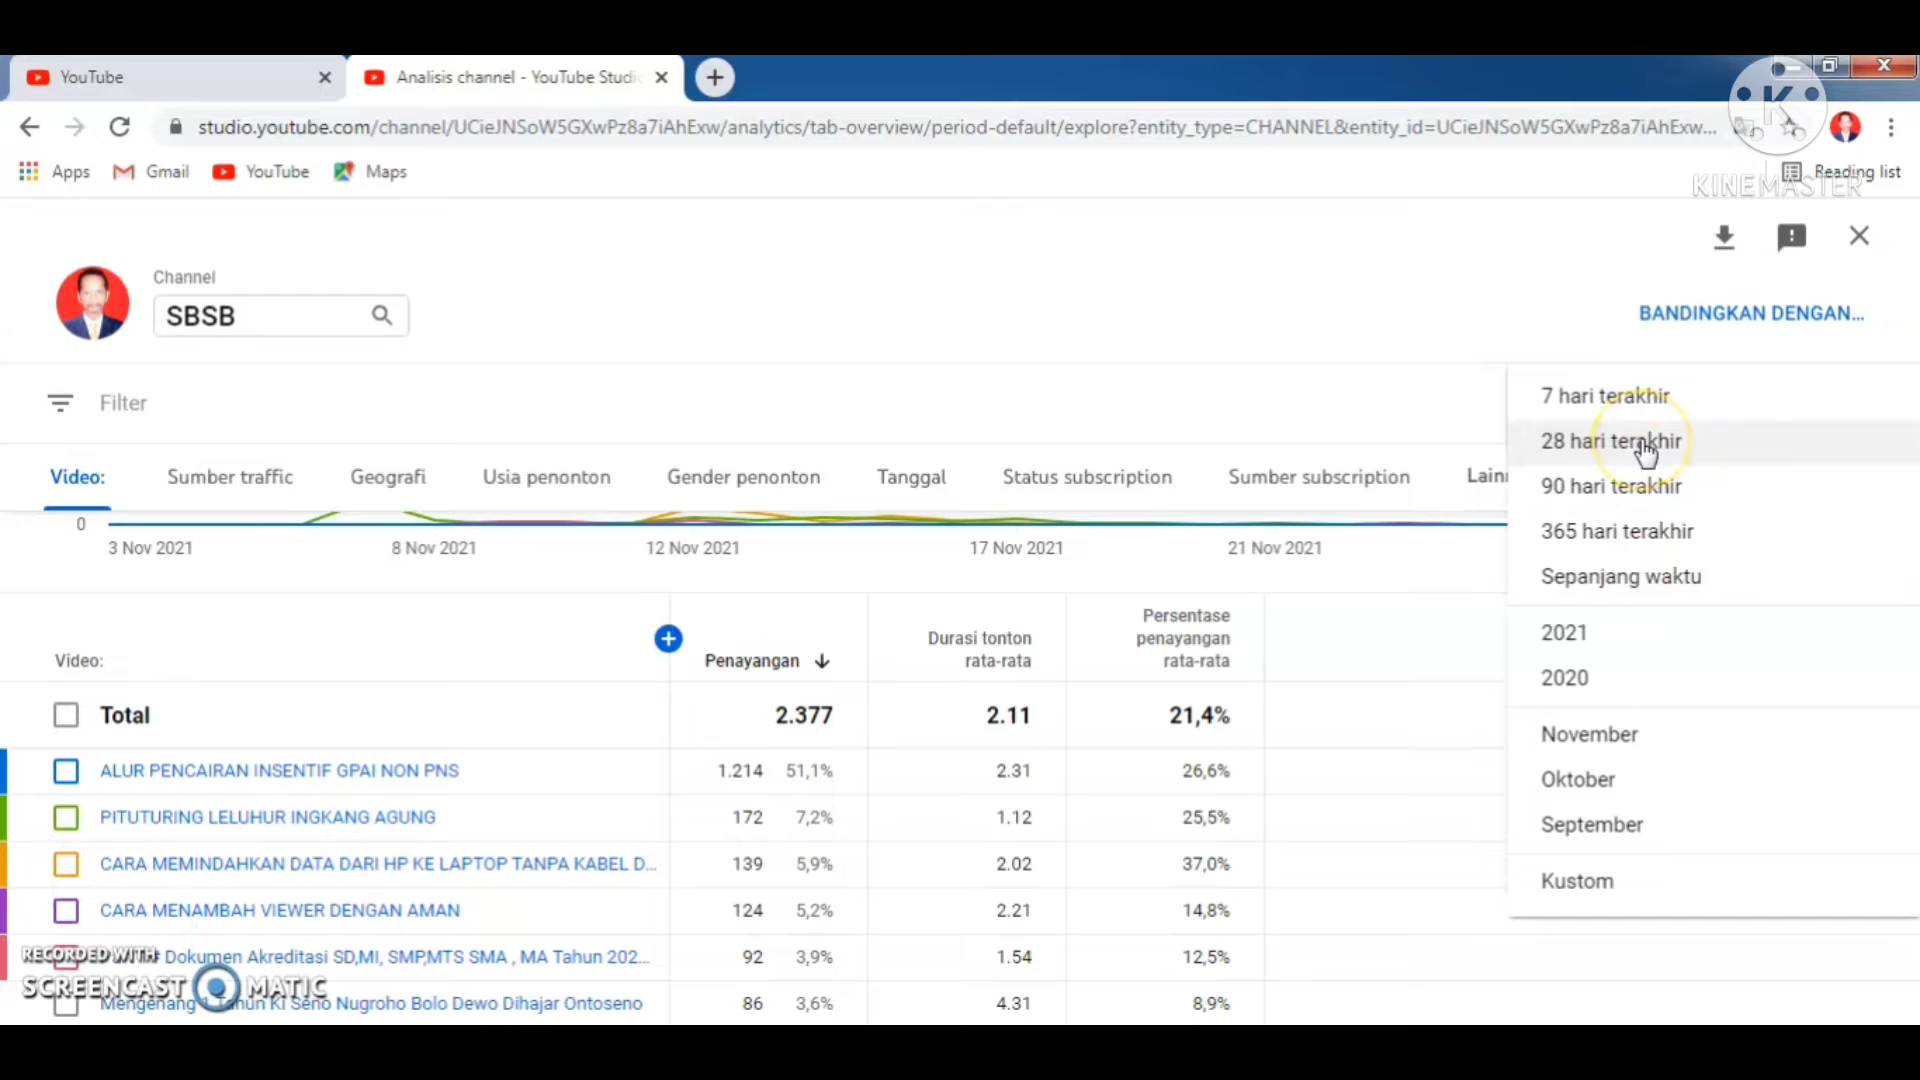 YouTube
Analisis channel - YouTube Studi
studio.youtube.com/channel/UCieJNSoW5GXwPz8a7iAhExw/analytics/tab-overview/period-default/explore?entity_type=CHANNEL&entity_id=UCieJNSoW5GXwPz8a7iAhExw...
K
Apps
Gmail
YouTube
Maps
Reading list
KINEMASTER
Channel
SBSB
BANDINGKAN DENGAN...
Filter
7 hari terakhir
28 hari terakhir
90 hari terakhir
365 hari terakhir
Sepanjang waktu
2021
2020
November
Oktober
September
Kustom
Video: Sumber traffic Geografi Usia penonton Gender penonton Tanggal Status subscription Sumber subscription Lain
0
3 Nov 2021 8 Nov 2021 12 Nov 2021 17 Nov 2021 21 Nov 2021
Video: Penayangan Durasi tonton rata-rata Persentase penayangan rata-rata
Total 2.377 2.11 21,4%
ALUR PENCAIRAN INSENTIF GPAI NON PNS 1.214 51,1% 2.31 26,6%
PITUTURING LELUHUR INGKANG AGUNG 172 7,2% 1.12 25,5%
CARA MEMINDAHKAN DATA DARI HP KE LAPTOP TANPA KABEL D... 139 5,9% 2.02 37,0%
CARA MENAMBAH VIEWER DENGAN AMAN 124 5,2% 2.21 14,8%
Dokumen Akreditasi SD,MI, SMP,MTS SMA , MA Tahun 202... 92 3,9% 1.54 12,5%
Mengenang 1 Tahun KI Seno Nugroho Bolo Dewo Dihajar Ontoseno 86 3,6% 4.31 8,9%
RECORDED WITH
SCREENCAST MATIC